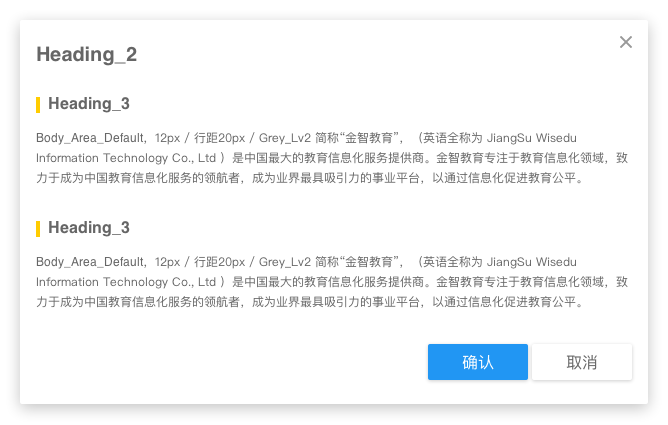 Heading_2
Heading_3
Body_Area_Default，12px / 行距20px / Grey_Lv2 简称“金智教育”，（英语全称为 JiangSu Wisedu
Information Technology Co., Ltd ）是中国最大的教育信息化服务提供商。金智教育专注于教育信息化领域，致
力于成为中国教育信息化服务的领航者，成为业界最具吸引力的事业平台，以通过信息化促进教育公平。
Heading_3
Body_Area_Default，12px / 行距20px / Grey_Lv2 简称“金智教育”，（英语全称为 JiangSu Wisedu
Information Technology Co., Ltd ）是中国最大的教育信息化服务提供商。金智教育专注于教育信息化领域，致
力于成为中国教育信息化服务的领航者，成为业界最具吸引力的事业平台，以通过信息化促进教育公平。
确认 取消